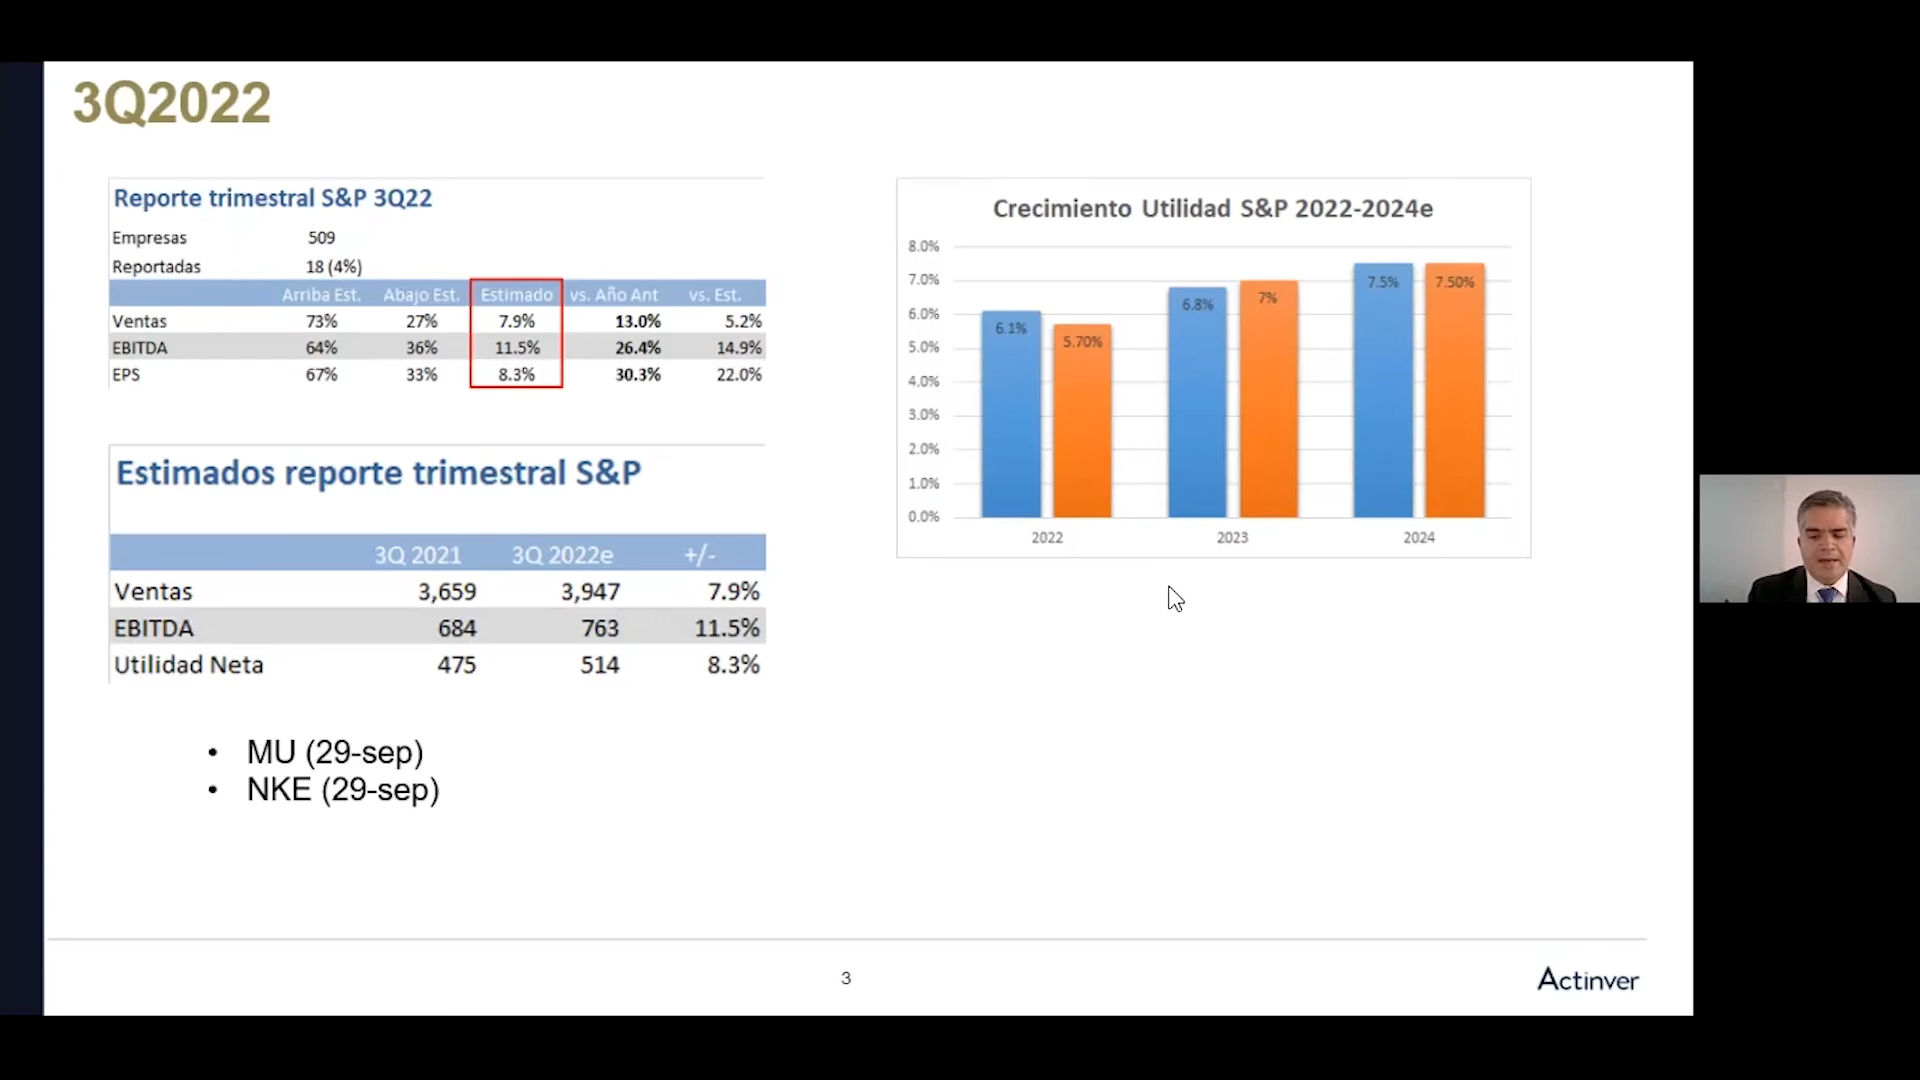 3Q2022
Reporte trimestral S&P 3Q22
Empresas 509
Reportadas 18 (4%)
Arriba Est. Abajo Est. Estimado vs. Año Ant vs. Est.
Ventas 73% 27% 7.9% 13.0% 5.2%
EBITDA 64% 36% 11.5% 26.4% 14.9%
EPS 67% 33% 8.3% 30.3% 22.0%
Estimados reporte trimestral S&P
3Q 2021 3Q 2022e +/-
Ventas 3,659 3,947 7.9%
EBITDA 684 763 11.5%
Utilidad Neta 475 514 8.3%
• MU (29-sep)
• NKE (29-sep)
Crecimiento Utilidad S&P 2022-2024e
8.0%
7.0%
6.0%
5.0%
4.0%
3.0%
2.0%
1.0%
0.0%
6.1% 5.70% 6.8% 7% 7.5% 7.50%
2022 2023 2024
3
Actinver